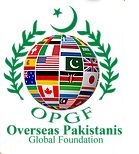 OPGF
Overseas Pakistanis
Global Foundation